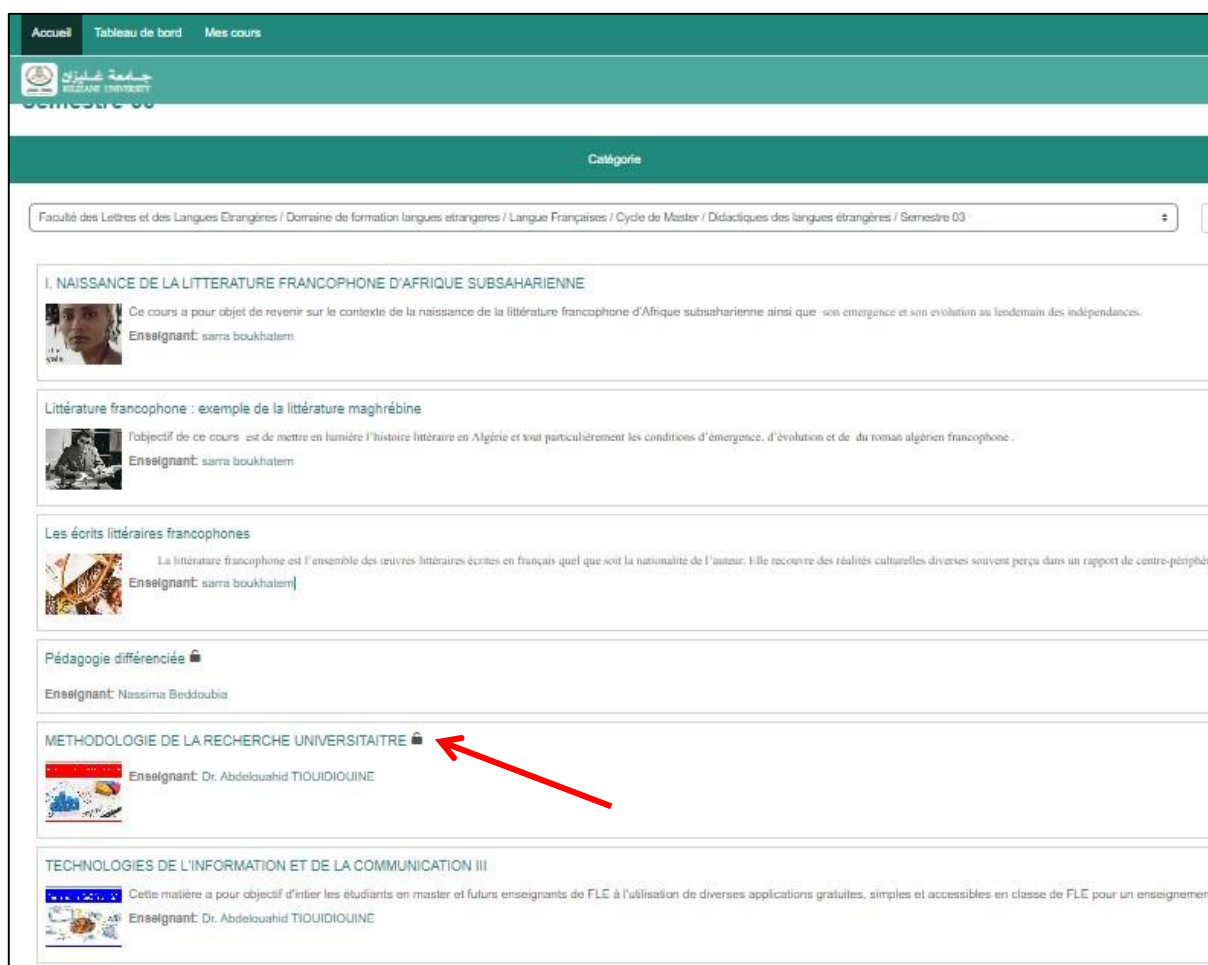 Accueil Tableau de bord Mes cours
جامعة غليزان
RELIZANE UNIVERSITY
Semestre 06
Catégorie
Faculté des Lettres et des Langues Etrangères / Domaine de formation langues etrangeres / Langue Françaises / Cycle de Master / Didactiques des langues étrangères / Semestre 03
I. NAISSANCE DE LA LITTERATURE FRANCOPHONE D'AFRIQUE SUBSAHARIENNE
Ce cours a pour objet de revenir sur le contexte de la naissance de la littérature francophone d'Afrique subsaharienne ainsi que son emergence et son evolution au lendemain des indépendances.
Enseignant: sarra boukhatem
Littérature francophone : exemple de la littérature maghrébine
l'objectif de ce cours est de mettre en lumière l'histoire littéraire en Algérie et tout particulièrement les conditions d'émergence, d'évolution et de du roman algérien francophone .
Enseignant: sarra boukhatem
Les écrits littéraires francophones
La littérature francophone est l'ensemble des œuvres littéraires écrites en français quel que soit la nationalité de l'auteur. Elle recouvre des réalités culturelles diverses souvent perçu dans un rapport de centre-périphé
Enseignant: sarra boukhatem
Pédagogie différenciée
Enseignant: Nassima Beddoubia
METHODOLOGIE DE LA RECHERCHE UNIVERSITAITRE
Enseignant: Dr. Abdelouahid TIOUIDIOUINE
TECHNOLOGIES DE L'INFORMATION ET DE LA COMMUNICATION III
Cette matière a pour objectif d'intier les étudiants en master et futurs enseignants de FLE à l'utilisation de diverses applications gratuites, simples et accessibles en classe de FLE pour un enseignemen
Enseignant: Dr. Abdelouahid TIOUIDIOUINE